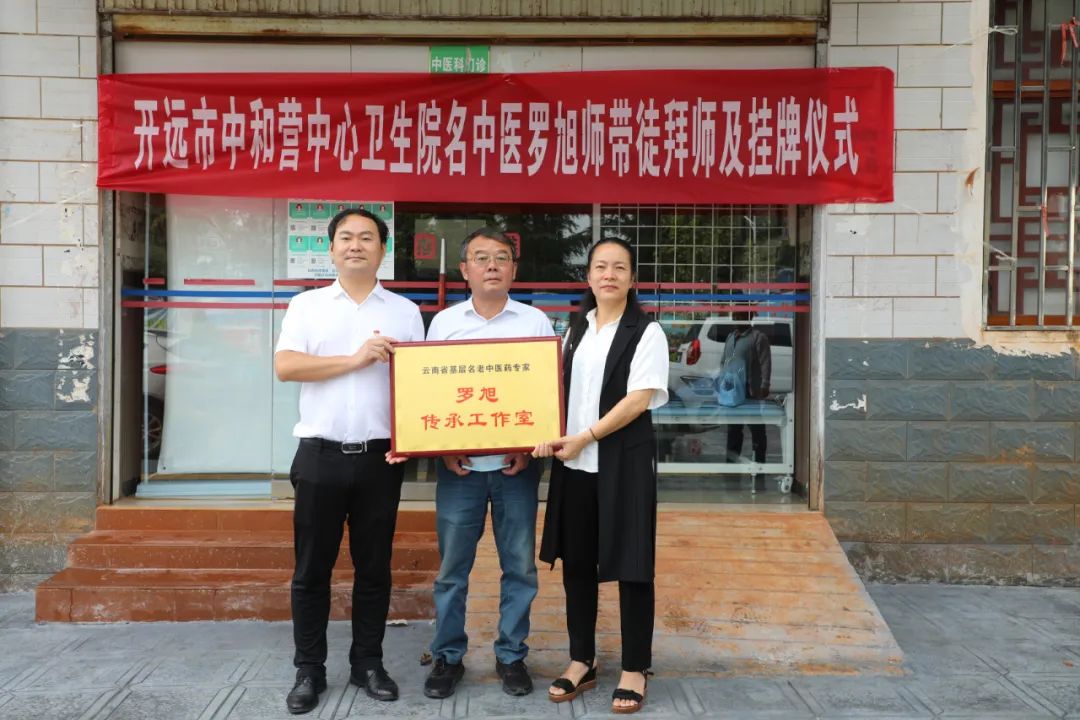 中医科门诊
开远市中和营中心卫生院名中医罗旭师带徒拜师及挂牌仪式
云南省基层名老中医药专家
罗旭
传承工作室